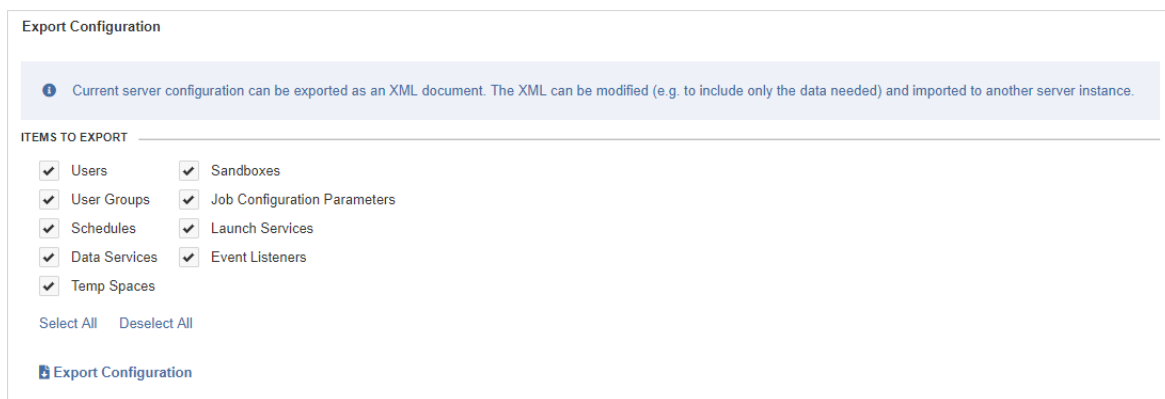 Export Configuration
Current server configuration can be exported as an XML document. The XML can be modified (e.g. to include only the data needed) and imported to another server instance.
ITEMS TO EXPORT
Users
Sandboxes
User Groups
Job Configuration Parameters
Schedules
Launch Services
Data Services
Event Listeners
Temp Spaces
Select All
Deselect All
Export Configuration